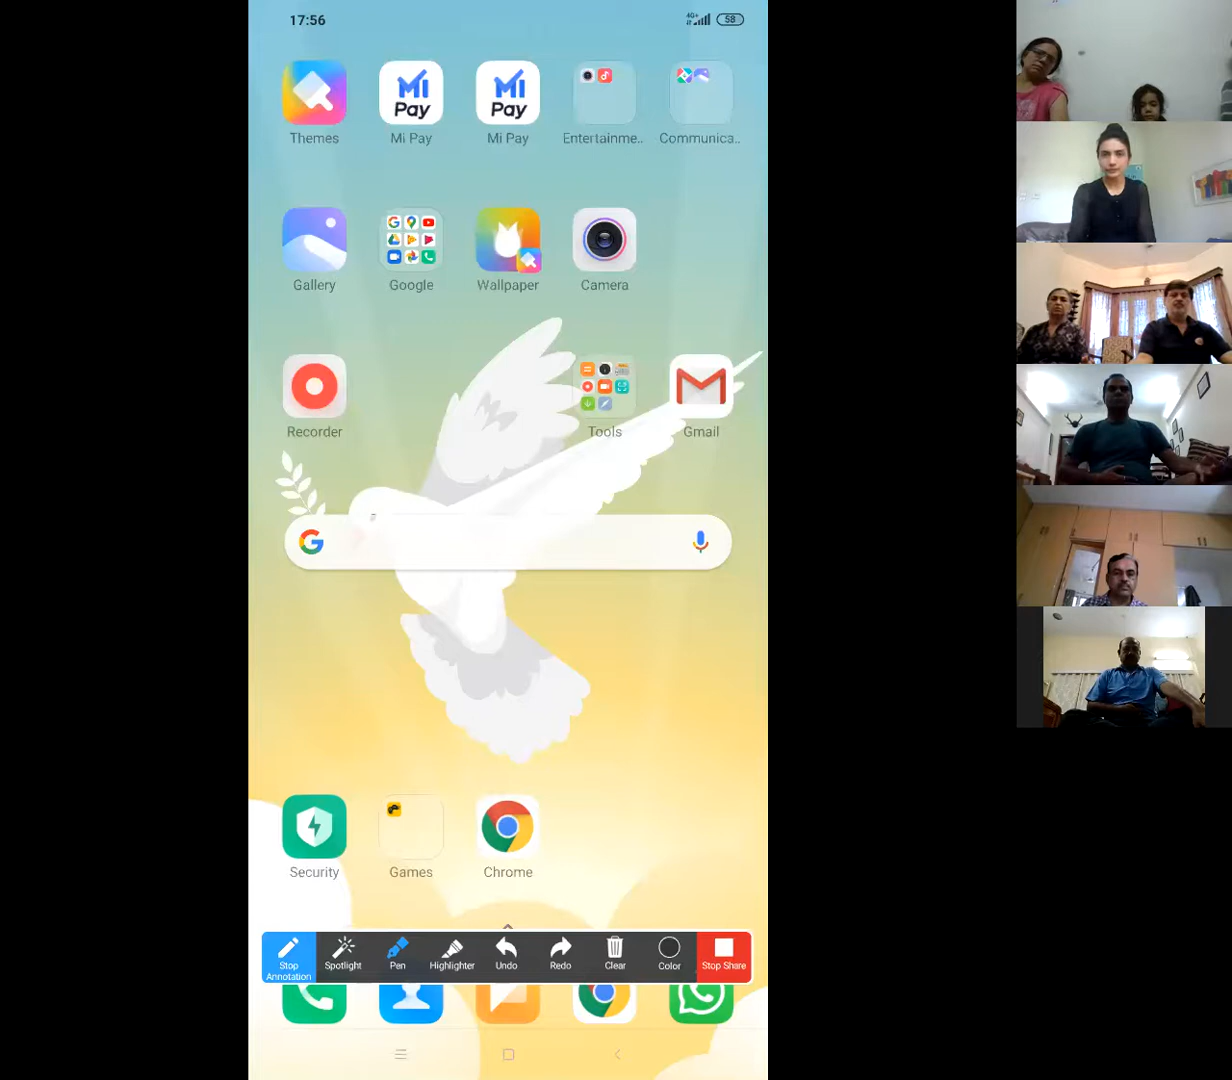 17:56
4G+
58
Mi Pay
Mi Pay
Themes
Mi Pay
Mi Pay
Entertainme..
Communica..
Gallery
Google
Wallpaper
Camera
Recorder
Tools
Gmail
Security
Games
Chrome
Stop Annotation
Spotlight
Pen
Highlighter
Undo
Redo
Clear
Color
Stop Share